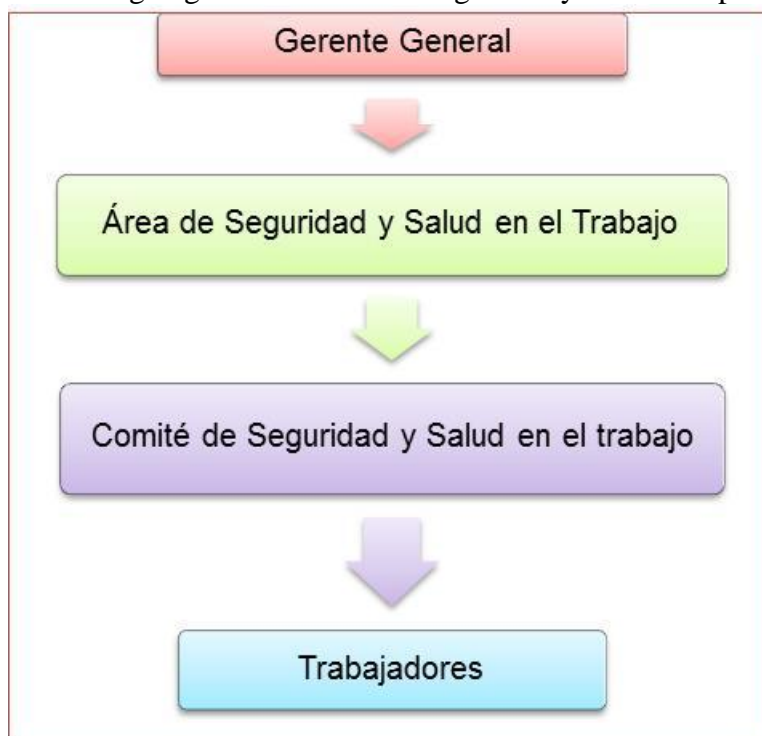 Gerente General
Área de Seguridad y Salud en el Trabajo
Comité de Seguridad y Salud en el trabajo
Trabajadores